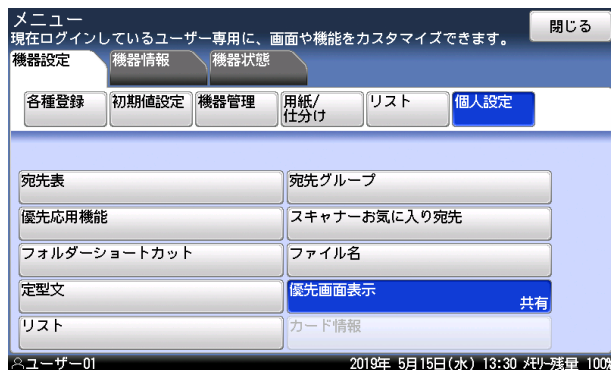 メニュー
閉じる
現在ログインしているユーザー専用に、画面や機能をカスタマイズできます。
機器設定 機器情報 機器状態
各種登録 初期値設定 機器管理 用紙/
仕分け リスト 個人設定
宛先表 宛先グループ
優先応用機能 スキャナーお気に入り宛先
フォルダーショートカット ファイル名
定型文 優先画面表示
共有
リスト カード情報
ユーザー01 2019年 5月15日(水) 13:30 メモリー残量 100%